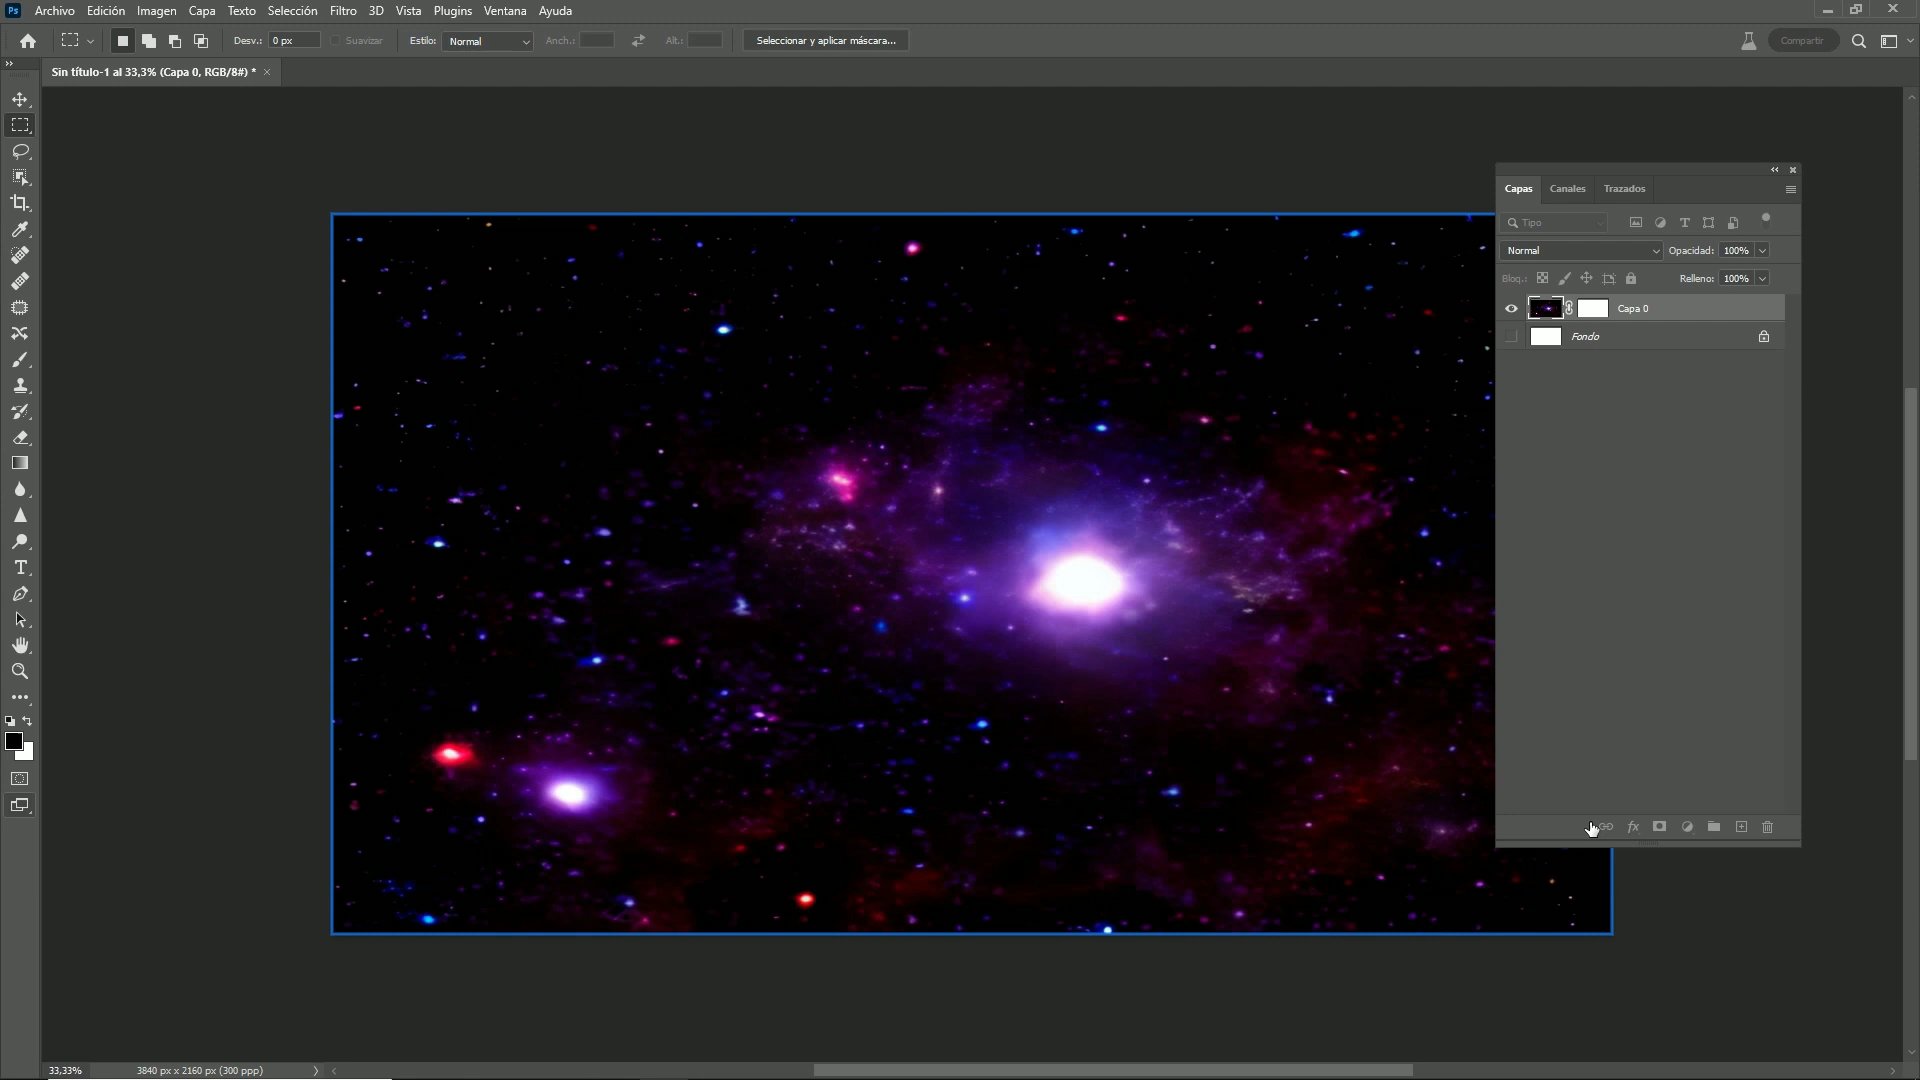 Ps Archivo Edición Imagen Capa Texto Selección Filtro 3D Vista Plugins Ventana Ayuda
Desv.: 0 px Suavizar Estilo: Normal Anch.: Alt.: Seleccionar y aplicar máscara... Compartir
Sin título-1 al 33,3% (Capa 0, RGB/8#) * ×
Capas Canales Trazados
Tipo
Normal Opacidad: 100%
Bloq.: Relleno: 100%
Capa 0
Fondo
fx
33,33% 3840 px x 2160 px (300 ppp)